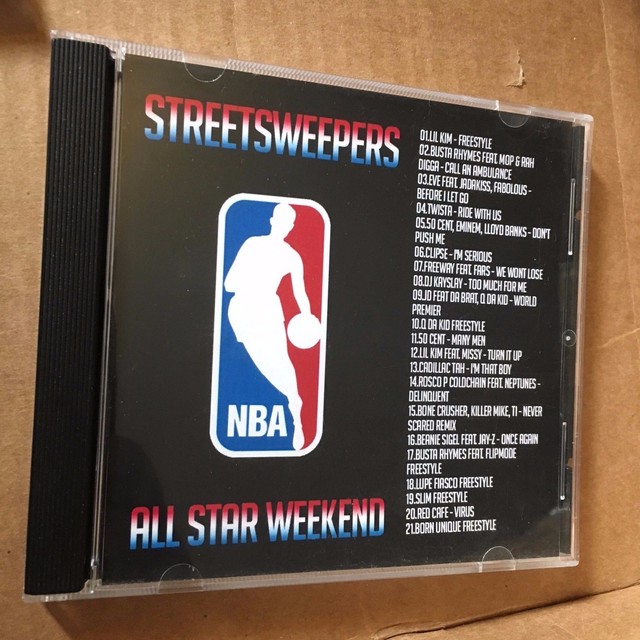 STREETSWEEPERS
NBA
ALL STAR WEEKEND
01.LIL KIM - FREESTYLE
02.BUSTA RHYMES FEAT. MOP & RAH
DIGGA - CALL AN AMBULANCE
03.EVE FEAT. JADAKISS, FABOLOUS -
BEFORE I LET GO
04.TWISTA - RIDE WITH US
05.50 CENT, EMINEM, LLOYD BANKS - DON'T
PUSH ME
06.CLIPSE - I'M SERIOUS
07.FREEWAY FEAT. FARS - WE WONT LOSE
08.DJ KAYSLAY - TOO MUCH FOR ME
09.JD FEAT DA BRAT, Q DA KID - WORLD
PREMIER
10.Q DA KID FREESTYLE
11.50 CENT - MANY MEN
12.LIL KIM FEAT. MISSY - TURN IT UP
13.CADILLAC TAH - I'M THAT BOY
14.ROSCO P COLDCHAIN FEAT. NEPTUNES -
DELINQUENT
15.BONE CRUSHER, KILLER MIKE, TI - NEVER
SCARED REMIX
16.BEANIE SIGEL FEAT. JAY-Z - ONCE AGAIN
17.BUSTA RHYMES FEAT. FLIPMODE
FREESTYLE
18.LUPE FIASCO FREESTYLE
19.SLIM FREESTYLE
20.RED CAFE - VIRUS
21.BORN UNIQUE FREESTYLE